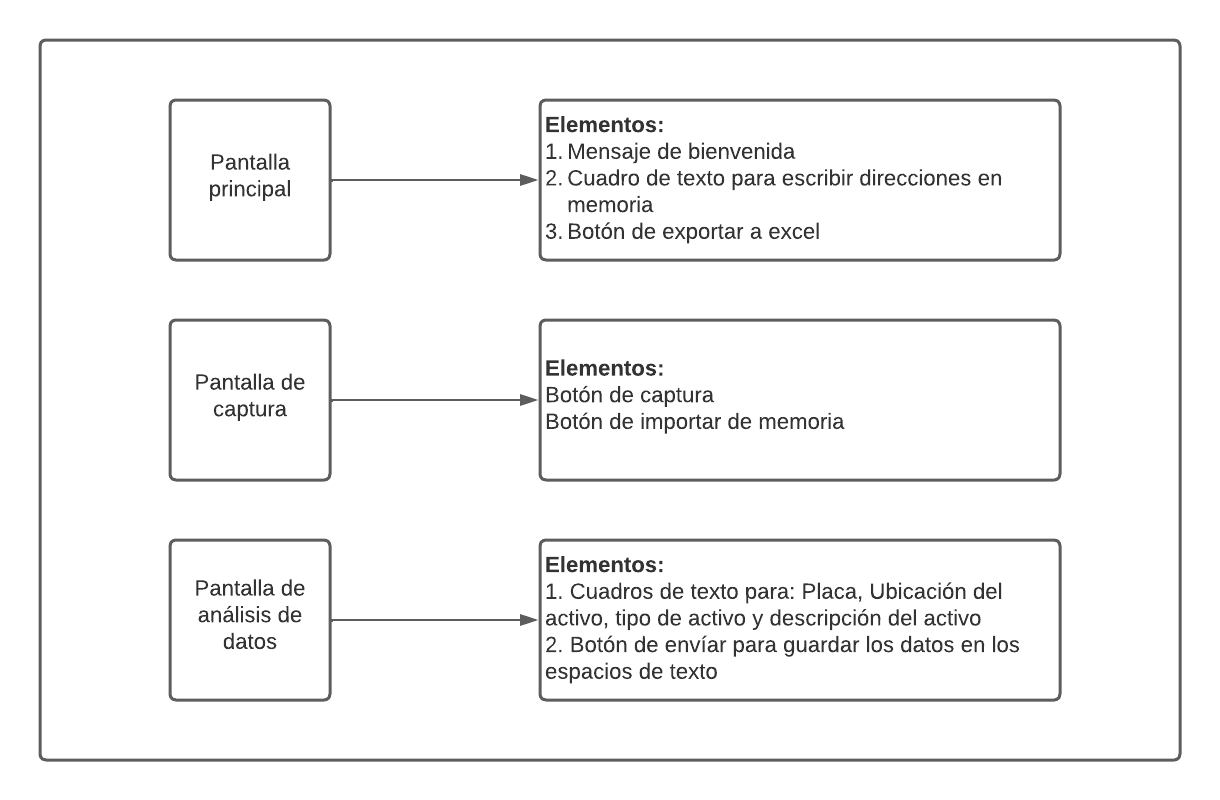 Pantalla
principal
Elementos:
1. Mensaje de bienvenida
2. Cuadro de texto para escribir direcciones en
memoria
3. Botón de exportar a excel
Pantalla de
captura
Elementos:
Botón de captura
Botón de importar de memoria
Pantalla de
análisis de
datos
Elementos:
1. Cuadros de texto para: Placa, Ubicación del
activo, tipo de activo y descripción del activo
2. Botón de envíar para guardar los datos en los
espacios de texto